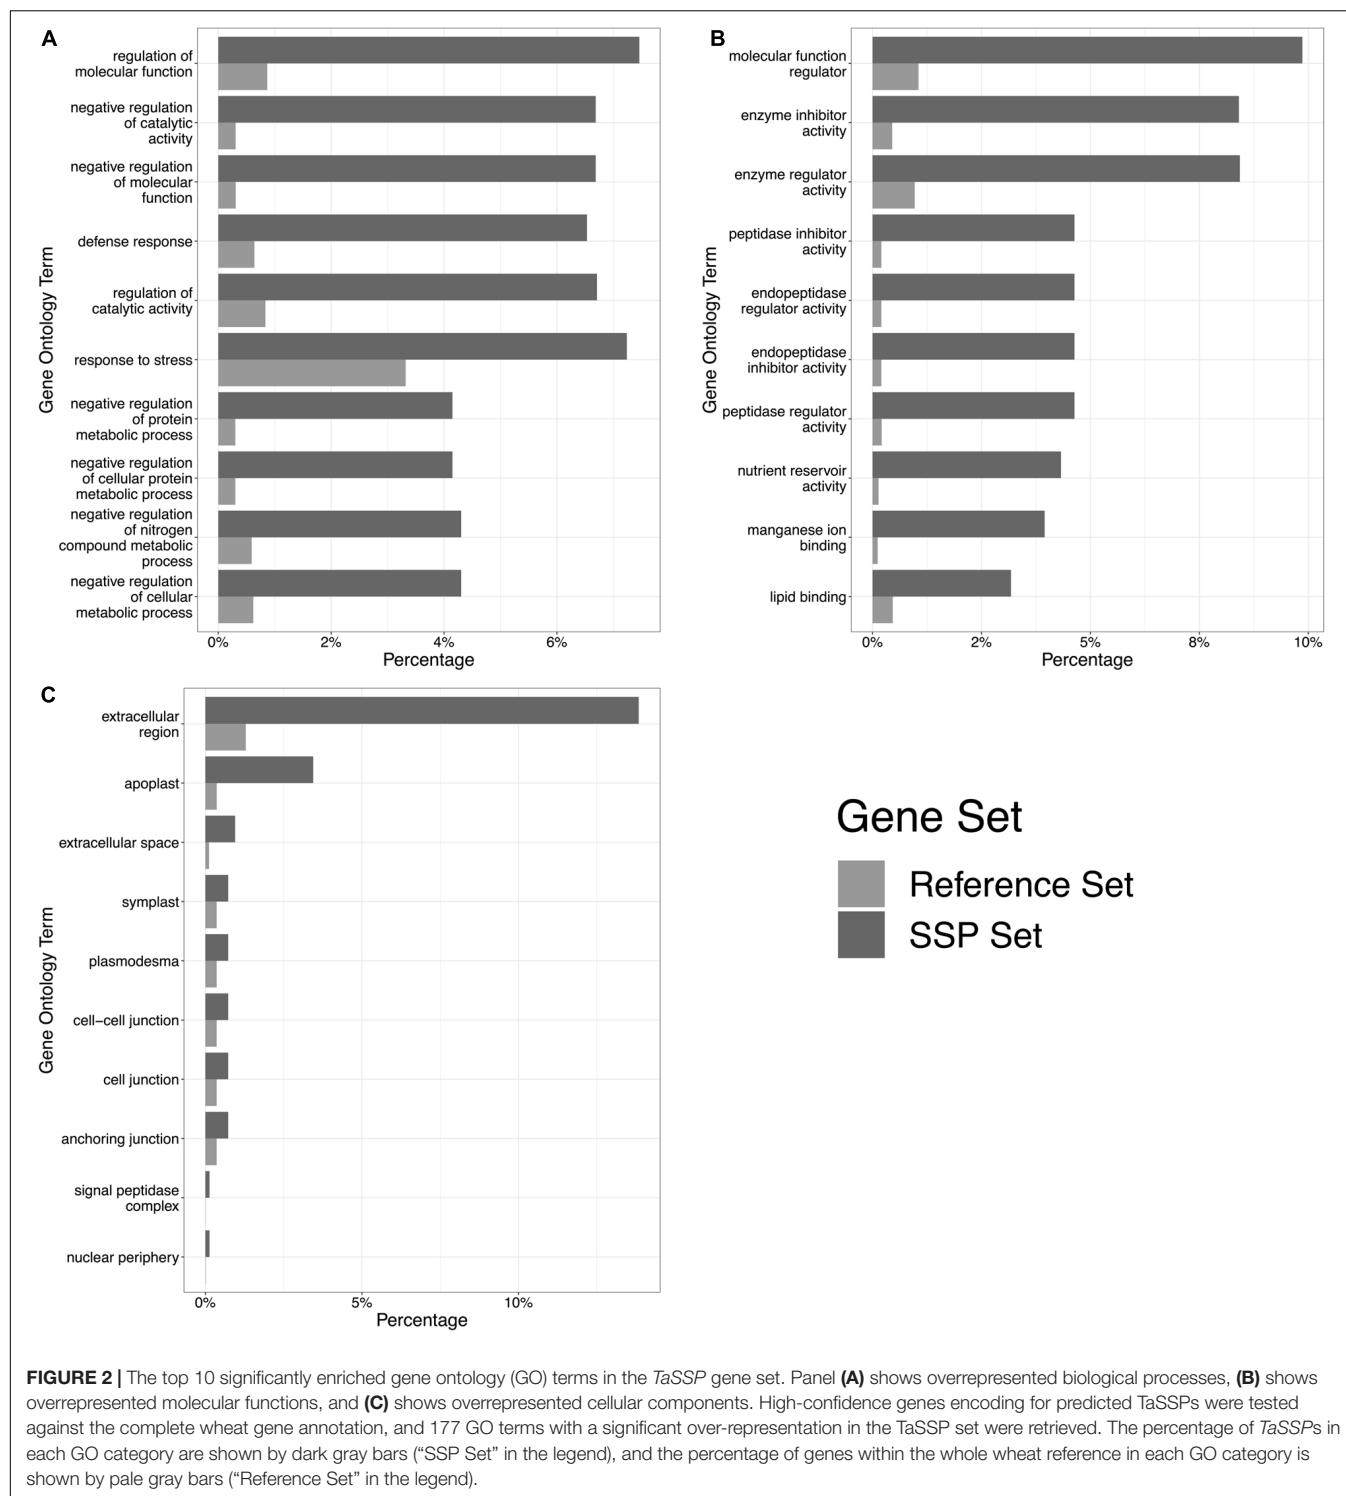 A
regulation of
molecular function
negative regulation
of catalytic
activity
negative regulation
of molecular
function
defense response
regulation of
catalytic activity
response to stress
negative regulation
of protein
metabolic process
negative regulation
of cellular protein
metabolic process
negative regulation
of nitrogen
compound metabolic
process
negative regulation
of cellular
metabolic process
Gene Ontology Term
0% 2% 4% 6%
Percentage
B
molecular function
regulator
enzyme inhibitor
activity
enzyme regulator
activity
peptidase inhibitor
activity
endopeptidase
regulator activity
endopeptidase
inhibitor activity
peptidase regulator
activity
nutrient reservoir
activity
manganese ion
binding
lipid binding
Gene Ontology Term
0% 2% 5% 8% 10%
Percentage
C
extracellular
region
apoplast
extracellular space
symplast
plasmodesma
cell–cell junction
cell junction
anchoring junction
signal peptidase
complex
nuclear periphery
Gene Ontology Term
0% 5% 10%
Percentage
Gene Set
Reference Set
SSP Set
FIGURE 2 | The top 10 significantly enriched gene ontology (GO) terms in the TaSSP gene set. Panel (A) shows overrepresented biological processes, (B) shows
overrepresented molecular functions, and (C) shows overrepresented cellular components. High-confidence genes encoding for predicted TaSSPs were tested
against the complete wheat gene annotation, and 177 GO terms with a significant over-representation in the TaSSP set were retrieved. The percentage of TaSSPs in
each GO category are shown by dark gray bars (“SSP Set” in the legend), and the percentage of genes within the whole wheat reference in each GO category is
shown by pale gray bars (“Reference Set” in the legend).